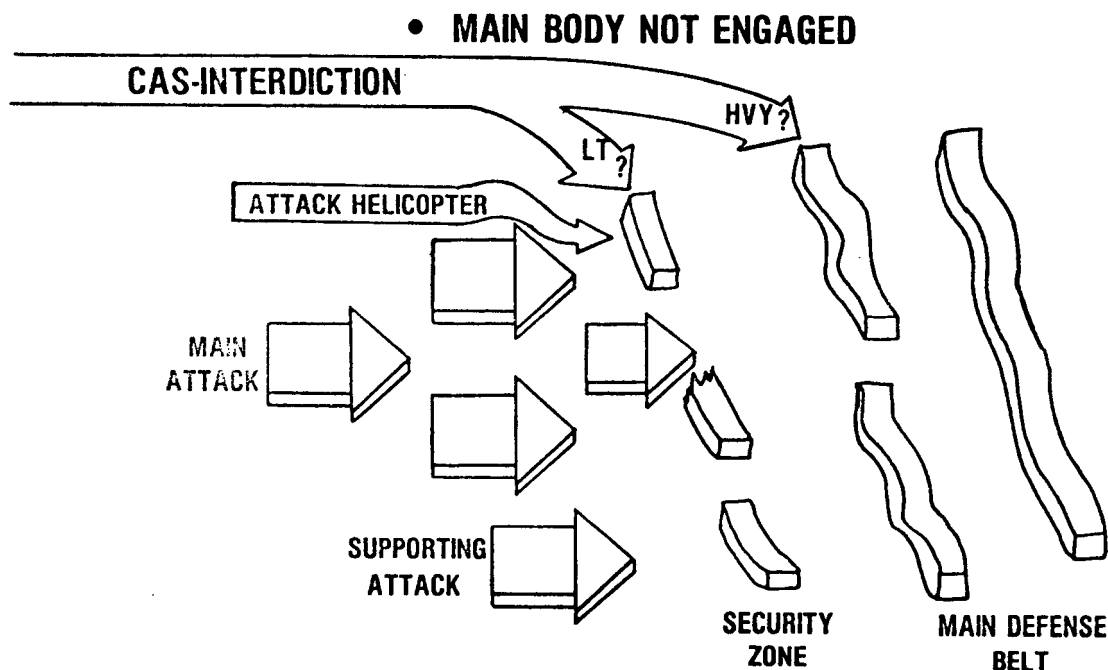 • MAIN BODY NOT ENGAGED
CAS-INTERDICTION
HVY?
LT?
ATTACK HELICOPTER
MAIN
ATTACK
SUPPORTING
ATTACK
SECURITY
ZONE
MAIN DEFENSE
BELT